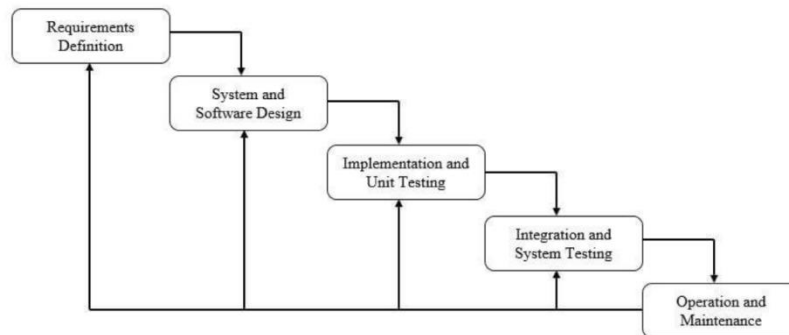 Requirements
Definition
System and
Software Design
Implementation and
Unit Testing
Integration and
System Testing
Operation and
Maintenance